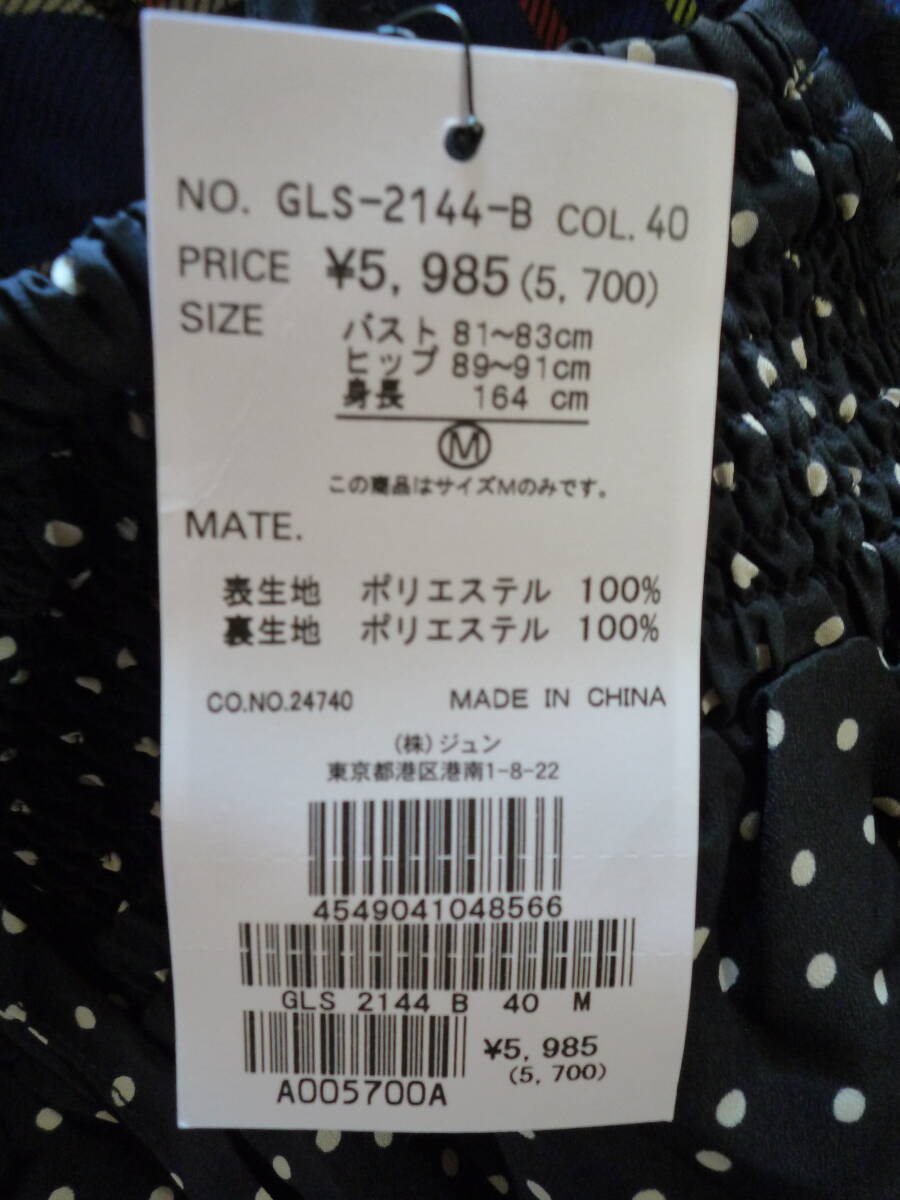 NO. GLS-2144-B COL. 40
PRICE ¥5,985(5,700)
SIZE
バスト 81~83cm
ヒップ 89~91cm
身長 164 cm
Ⓜ
この商品はサイズMのみです。
MATE.
表生地 ポリエステル 100%
裏生地 ポリエステル 100%
CO.NO.24740 MADE IN CHINA
(株)ジュン
東京都港区港南1-8-22
4549041048566
GLS 2144 B 40 M
¥5,985
(5,700)
A005700A